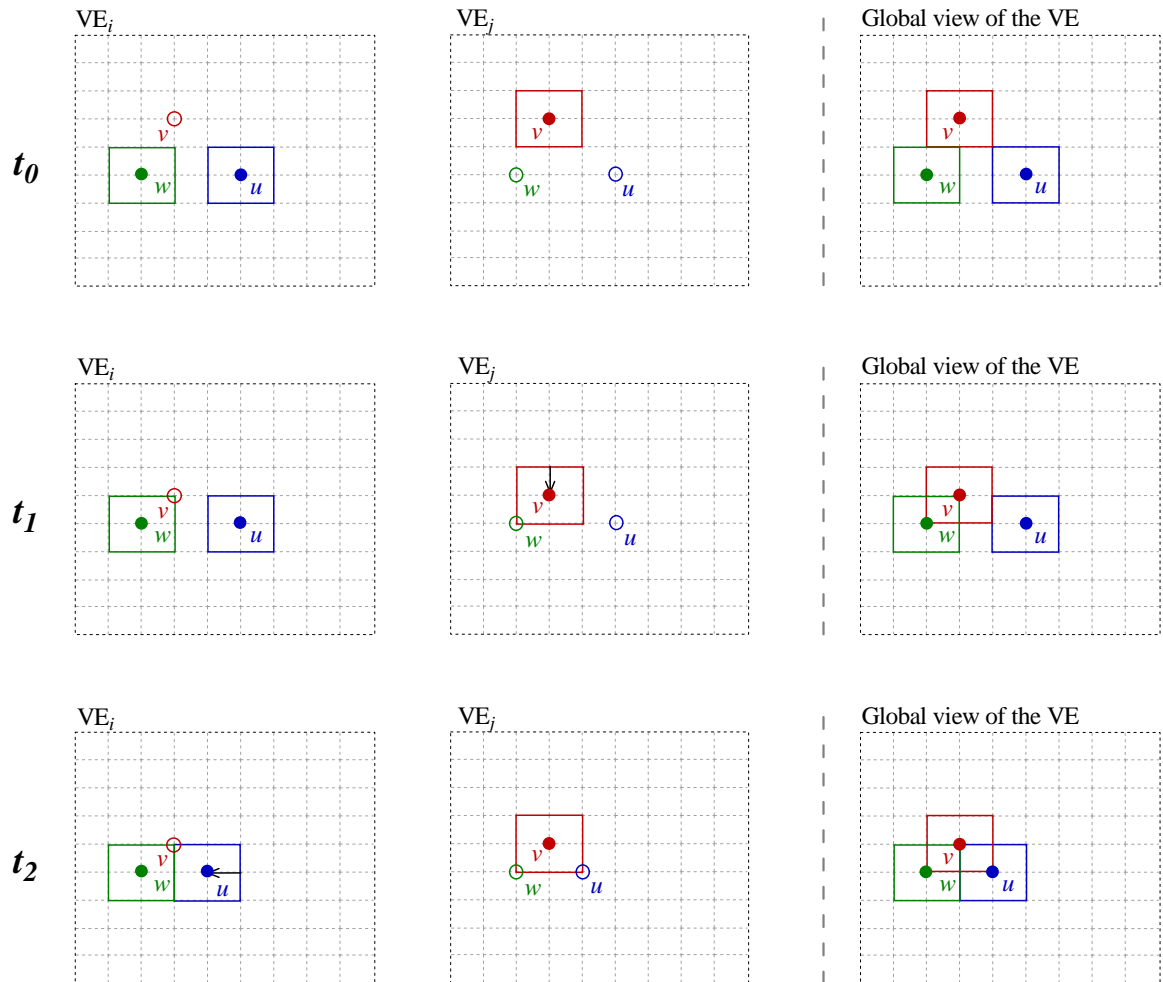 VE_i VE_j Global view of the VE
v v v
t_0 w u w u w u
VE_i VE_j Global view of the VE
v v v
t_1 w u w u w u
VE_i VE_j Global view of the VE
v v v
t_2 w u w u w u